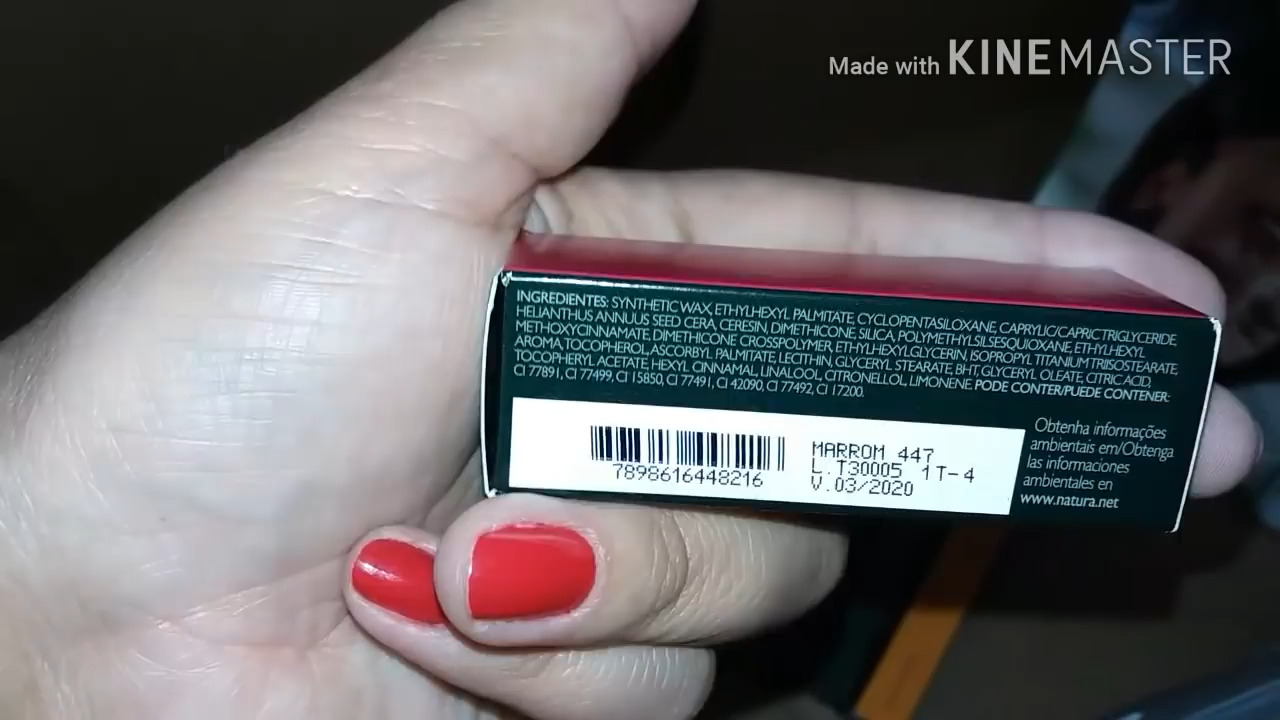 Made with KINEMASTER
INGREDIENTES: SYNTHETIC WAX, ETHYLHEXYL PALMITATE, CYCLOPENTASILOXANE, CAPRYLIC/CAPRIC TRIGLYCERIDE,
HELIANTHUS ANNUUS SEED CERA, CERESIN, DIMETHICONE, SILICA, POLYMETHYLSILSESQUIOXANE, ETHYLHEXYL
METHOXYCINNAMATE, DIMETHICONE CROSSPOLYMER, ETHYLHEXYLGLYCERIN, ISOPROPYL TITANIUM TRIISOSTEARATE,
AROMA, TOCOPHEROL, ASCORBYL PALMITATE, LECITHIN, GLYCERYL STEARATE, BHT, GLYCERYL OLEATE, CITRIC ACID,
TOCOPHERYL ACETATE, HEXYL CINNAMAL, LINALOOL, CITRONELLOL, LIMONENE. PODE CONTER/PUEDE CONTENER:
CI 77891, CI 77499, CI 15850, CI 77491, CI 42090, CI 77492, CI 17200.
7898616448216
MARROM 447
L.T30005 1T-4
V.03/2020
Obtenha informações
ambientais em/Obtenga
las informaciones
ambientales en
www.natura.net